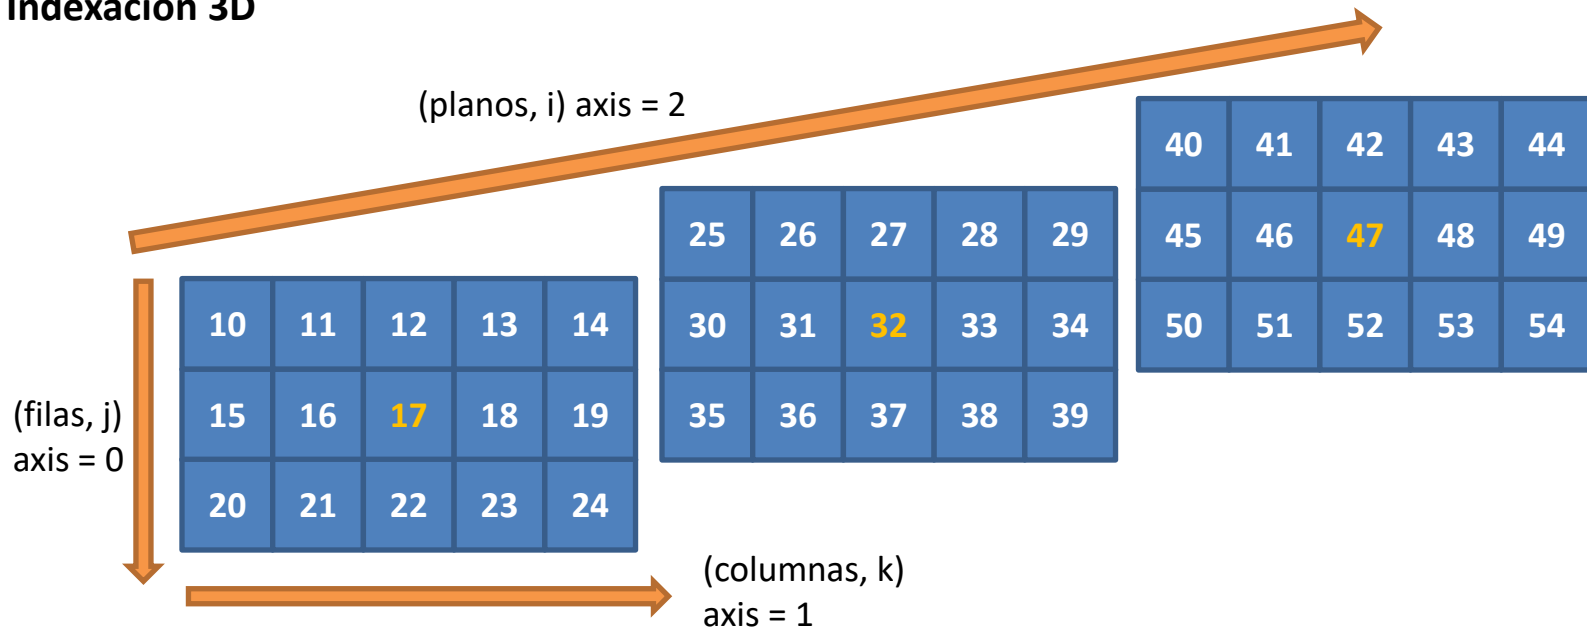 Indexación 3D
(planos, i) axis = 2
40 41 42 43 44
45 46 47 48 49
50 51 52 53 54
25 26 27 28 29
30 31 32 33 34
35 36 37 38 39
10 11 12 13 14
15 16 17 18 19
20 21 22 23 24
(filas, j)
axis = 0
(columnas, k)
axis = 1